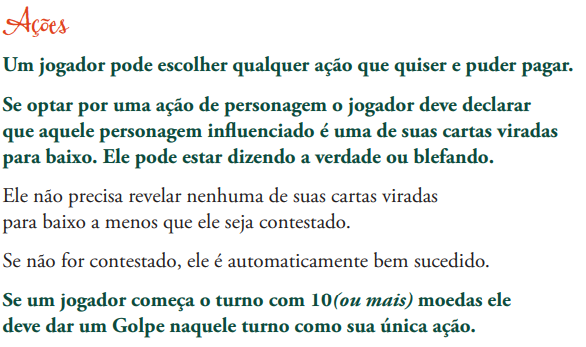 Ações
Um jogador pode escolher qualquer ação que quiser e puder pagar.
Se optar por uma ação de personagem o jogador deve declarar
que aquele personagem influenciado é uma de suas cartas viradas
para baixo. Ele pode estar dizendo a verdade ou blefando.
Ele não precisa revelar nenhuma de suas cartas viradas
para baixo a menos que ele seja contestado.
Se não for contestado, ele é automaticamente bem sucedido.
Se um jogador começa o turno com 10(ou mais) moedas ele
deve dar um Golpe naquele turno como sua única ação.